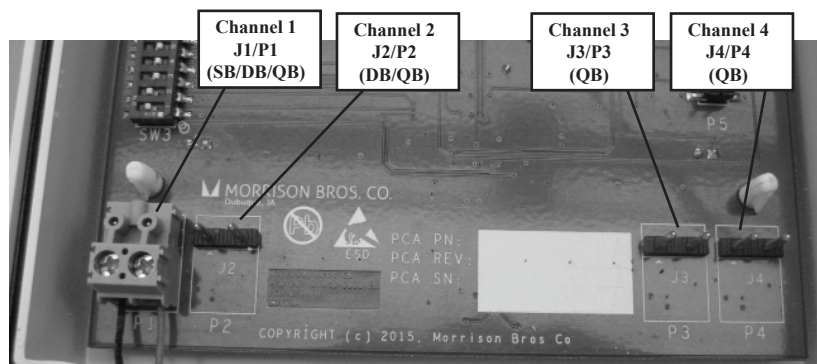 Channel 1
J1/P1
(SB/DB/QB)
Channel 2
J2/P2
(DB/QB)
Channel 3
J3/P3
(QB)
Channel 4
J4/P4
(QB)
SW3
P5
MORRISON BROS. CO.
Dubuque, IA
Pb
ESD
PCA PN:
PCA REV:
PCA SN:
J2
J3
J4
P1
P2
P3
P4
COPYRIGHT (c) 2015, Morrison Bros Co